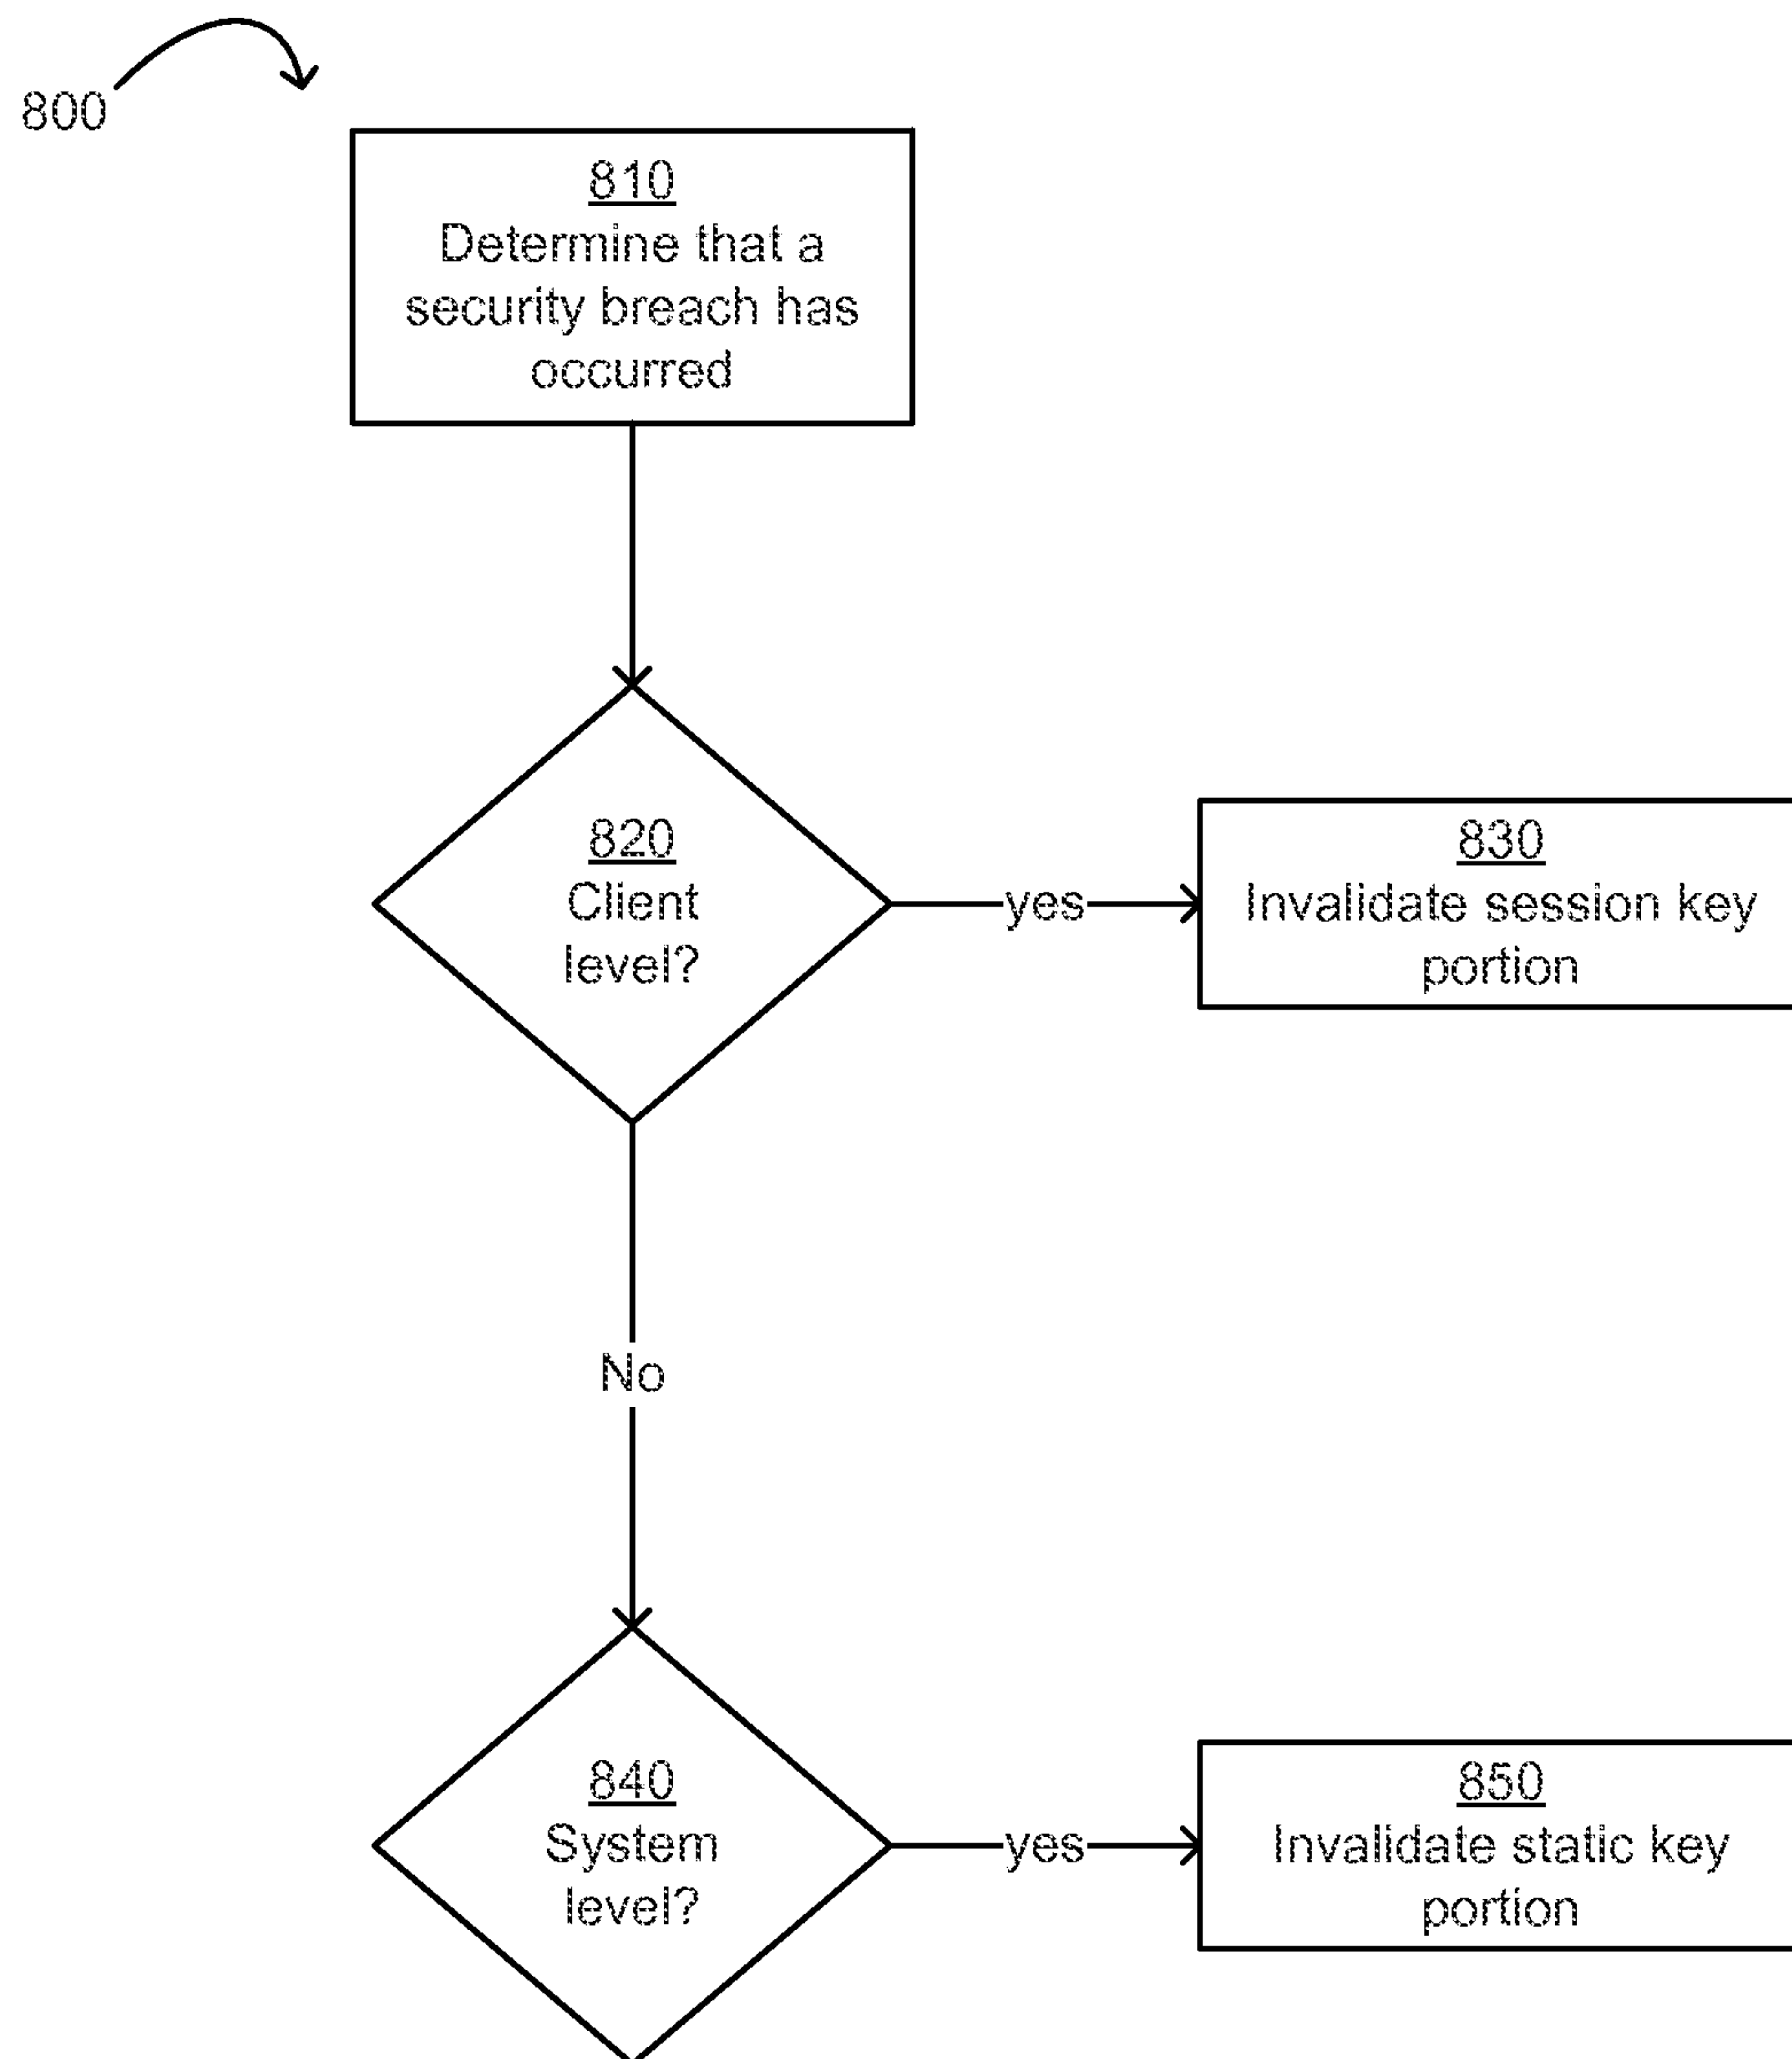 800
810
Determine that a
security breach has
occurred
820
Client
level?
yes
830
Invalidate session key
portion
No
840
System
level?
yes
850
Invalidate static key
portion